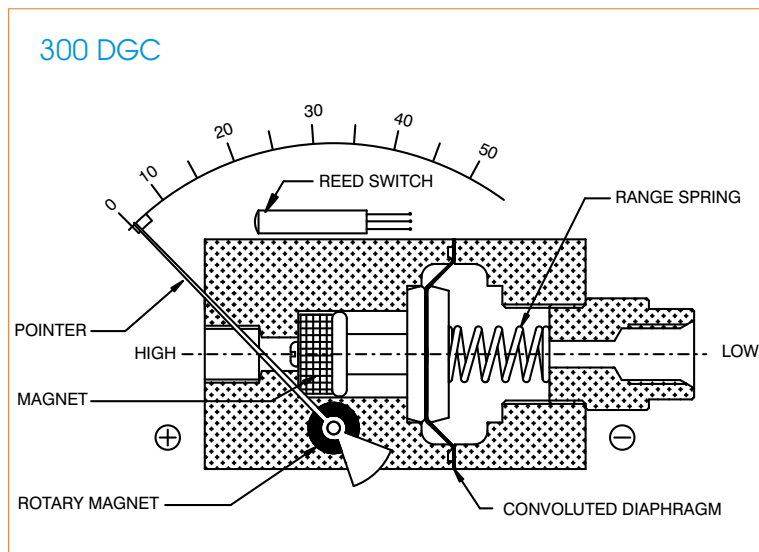 300 DGC
0
10
20
30
40
50
REED SWITCH
RANGE SPRING
POINTER
HIGH
LOW
MAGNET
+
−
ROTARY MAGNET
CONVOLUTED DIAPHRAGM